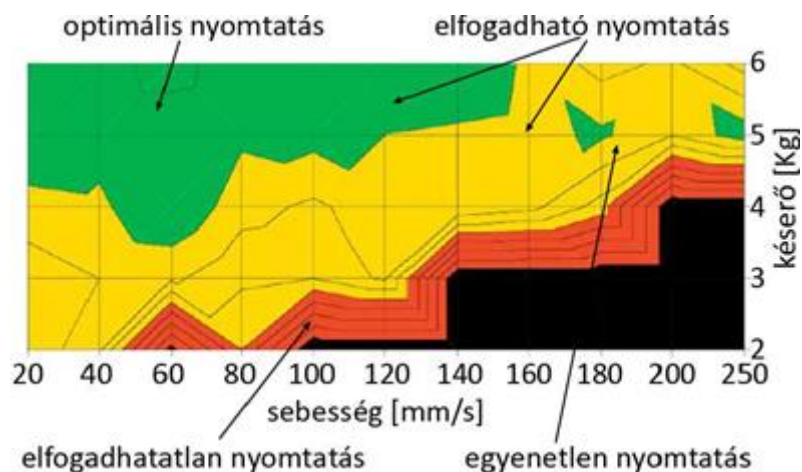 optimális nyomtatás
elfogadható nyomtatás
6
5
4
3
2
késerő [Kg]
20 40 60 80 100 120 140 160 180 200 250
sebesség [mm/s]
elfogadhatatlan nyomtatás
egyenetlen nyomtatás